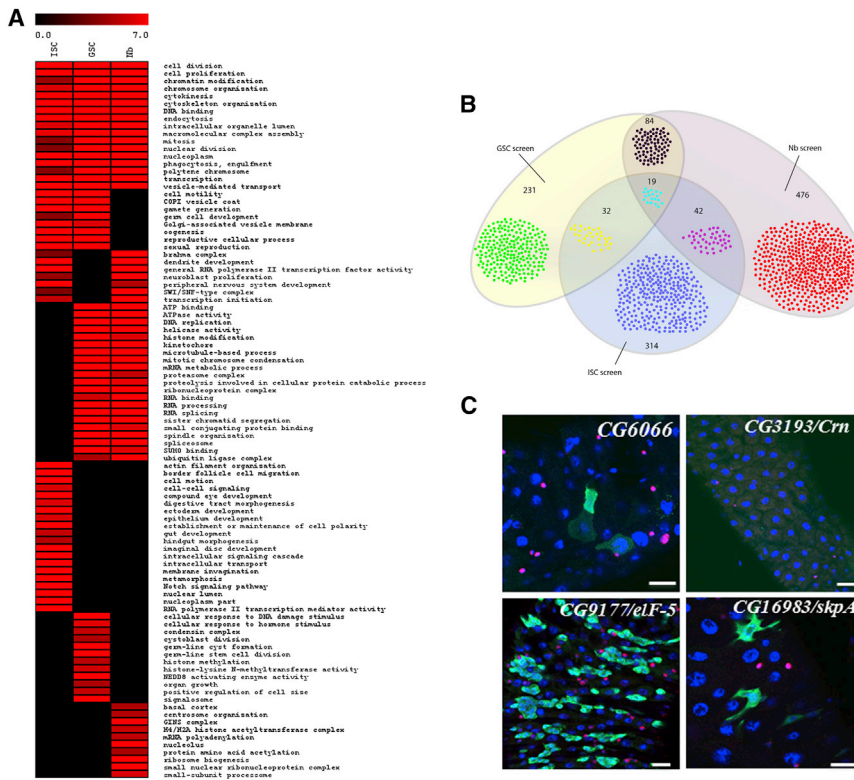 A
0.0 7.0
ISC GSC Nb
cell division
cell proliferation
chromatin modification
chromosome organization
cytokinesis
cytoskeleton organization
DNA binding
endocytosis
intracellular organelle lumen
macromolecular complex assembly
mitosis
nuclear division
nucleoplasm
phagocytosis, engulfment
polytene chromosome
transcription
vesicle-mediated transport
cell motility
COPI vesicle coat
gamete generation
germ cell development
Golgi-associated vesicle membrane
oogenesis
reproductive cellular process
sexual reproduction
brahma complex
dendrite development
general RNA polymerase II transcription factor activity
neuroblast proliferation
peripheral nervous system development
SWI/SNF-type complex
transcription initiation
ATP binding
ATPase activity
DNA replication
helicase activity
histone modification
kinetochore
microtubule-based process
mitotic chromosome condensation
mRNA metabolic process
proteasome complex
proteolysis involved in cellular protein catabolic process
ribonucleoprotein complex
RNA binding
RNA processing
RNA splicing
sister chromatid segregation
small conjugating protein binding
spindle organization
spliceosome
SUMO binding
ubiquitin ligase complex
actin filament organization
border follicle cell migration
cell motion
cell-cell signaling
compound eye development
digestive tract morphogenesis
ectoderm development
epithelium development
establishment or maintenance of cell polarity
gut development
hindgut morphogenesis
imaginal disc development
intracellular signaling cascade
intracellular transport
membrane invagination
metamorphosis
Notch signaling pathway
nuclear lumen
nucleoplasm part
RNA polymerase II transcription mediator activity
cellular response to DNA damage stimulus
cellular response to hormone stimulus
condensin complex
cystoblast division
germ-line cyst formation
germ-line stem cell division
histone methylation
histone-lysine N-methyltransferase activity
NEDD8 activating enzyme activity
organ growth
positive regulation of cell size
signalosome
basal cortex
centrosome organization
GINS complex
H4/H2A histone acetyltransferase complex
mRNA polyadenylation
nucleolus
protein amino acid acetylation
ribosome biogenesis
small nuclear ribonucleoprotein complex
small-subunit processome
B
84
GSC screen
Nb screen
19
231
476
32
42
314
ISC screen
C
CG6066
CG3193/Crn
CG9177/eIF-5
CG16983/skpA